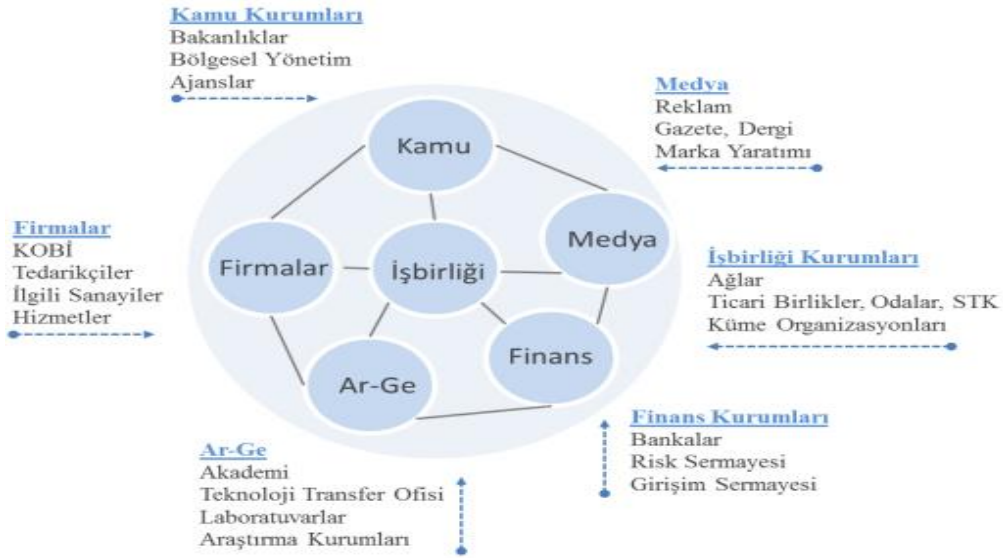 Kamu Kurumları
Bakanlıklar
Bölgesel Yönetim
Ajanslar
Medya
Reklam
Gazete, Dergi
Marka Yaratımı
Kamu
Medya
Firmalar
İşbirliği
Finans
Ar-Ge
Firmalar
KOBİ
Tedarikçiler
İlgili Sanayiler
Hizmetler
İşbirliği Kurumları
Ağlar
Ticari Birlikler, Odalar, STK
Küme Organizasyonları
Finans Kurumları
Bankalar
Risk Sermayesi
Girişim Sermayesi
Ar-Ge
Akademi
Teknoloji Transfer Ofisi
Laboratuvarlar
Araştırma Kurumları